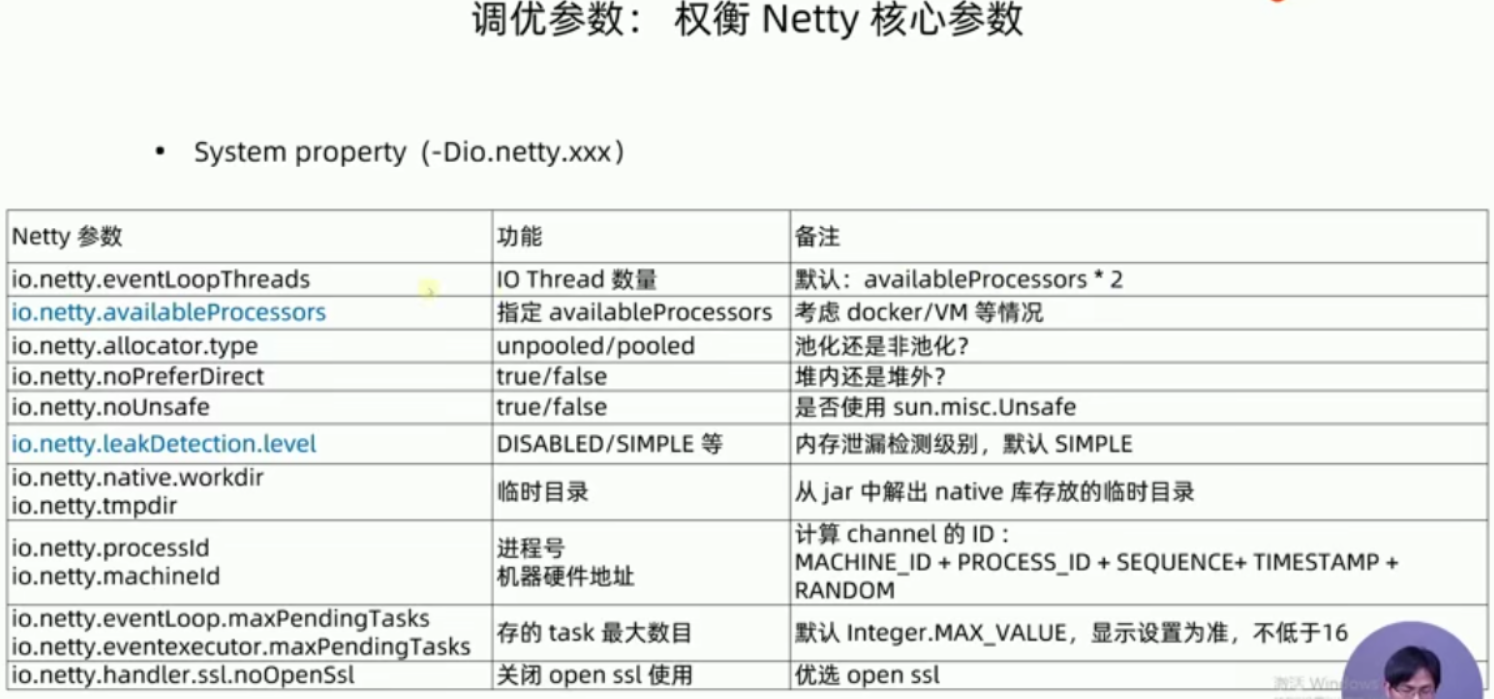 调优参数： 权衡 Netty 核心参数
• System property (-Dio.netty.xxx)
Netty 参数 功能 备注
io.netty.eventLoopThreads IO Thread 数量 默认：availableProcessors * 2
io.netty.availableProcessors 指定 availableProcessors 考虑 docker/VM 等情况
io.netty.allocator.type unpooled/pooled 池化还是非池化？
io.netty.noPreferDirect true/false 堆内还是堆外？
io.netty.noUnsafe true/false 是否使用 sun.misc.Unsafe
io.netty.leakDetection.level DISABLED/SIMPLE 等 内存泄漏检测级别，默认 SIMPLE
io.netty.native.workdir
io.netty.tmpdir
临时目录
从 jar 中解出 native 库存放的临时目录
io.netty.processId
io.netty.machineId
进程号
机器硬件地址
计算 channel 的 ID :
MACHINE_ID + PROCESS_ID + SEQUENCE+ TIMESTAMP +
RANDOM
io.netty.eventLoop.maxPendingTasks
io.netty.eventexecutor.maxPendingTasks
存的 task 最大数目
默认 Integer.MAX_VALUE，显示设置为准，不低于16
io.netty.handler.ssl.noOpenSsl 关闭 open ssl 使用 优选 open ssl
激活 Windows